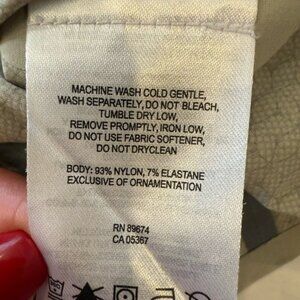 MACHINE WASH COLD GENTLE,
WASH SEPARATELY, DO NOT BLEACH,
TUMBLE DRY LOW,
REMOVE PROMPTLY, IRON LOW,
DO NOT USE FABRIC SOFTENER,
DO NOT DRYCLEAN
BODY: 93% NYLON, 7% ELASTANE
EXCLUSIVE OF ORNAMENTATION
RN 89674
CA 05367